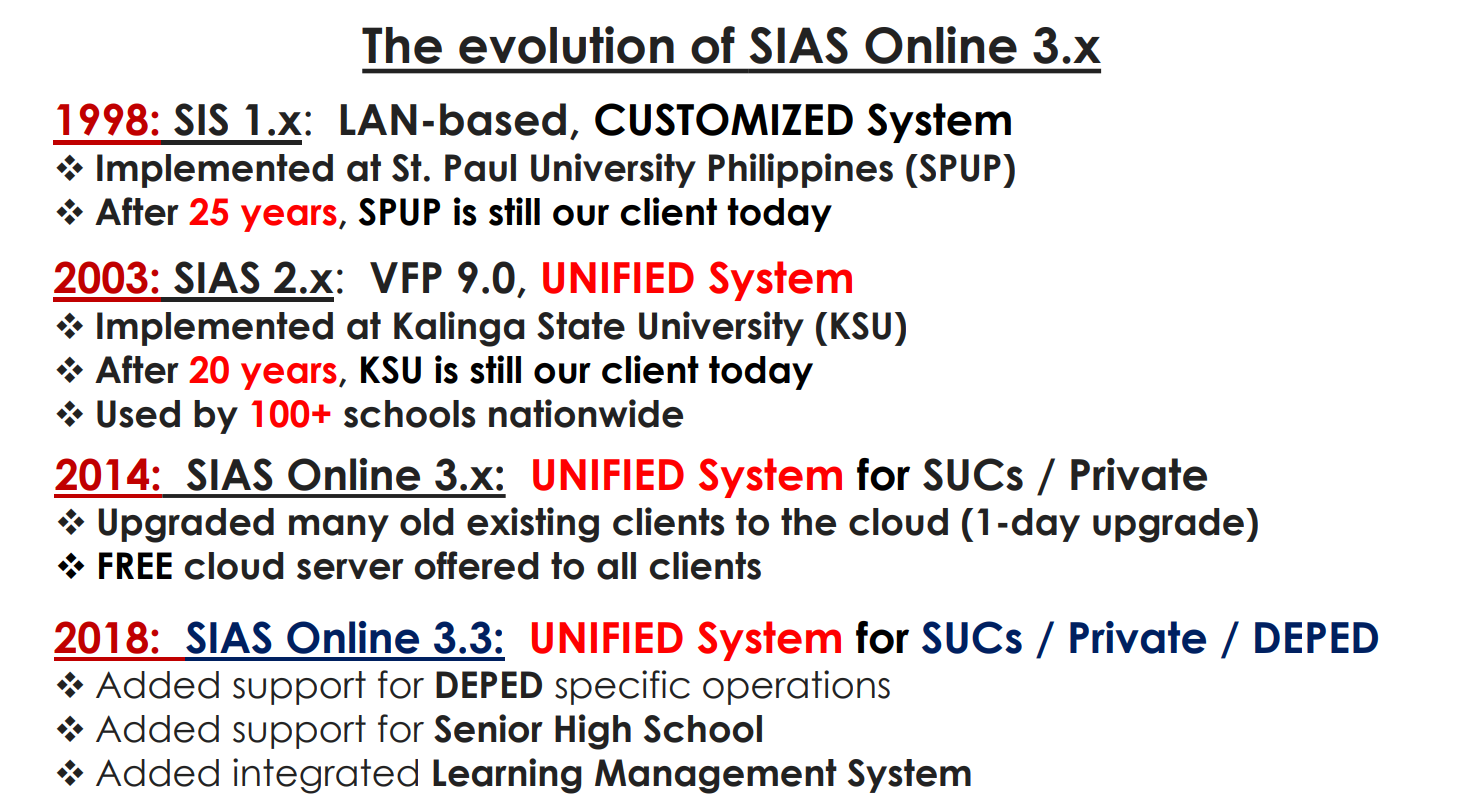 The evolution of SIAS Online 3.x
1998: SIS 1.x: LAN-based, CUSTOMIZED System
❖ Implemented at St. Paul University Philippines (SPUP)
❖ After 25 years, SPUP is still our client today
2003: SIAS 2.x: VFP 9.0, UNIFIED System
❖ Implemented at Kalinga State University (KSU)
❖ After 20 years, KSU is still our client today
❖ Used by 100+ schools nationwide
2014: SIAS Online 3.x: UNIFIED System for SUCs / Private
❖ Upgraded many old existing clients to the cloud (1-day upgrade)
❖ FREE cloud server offered to all clients
2018: SIAS Online 3.3: UNIFIED System for SUCs / Private / DEPED
❖ Added support for DEPED specific operations
❖ Added support for Senior High School
❖ Added integrated Learning Management System